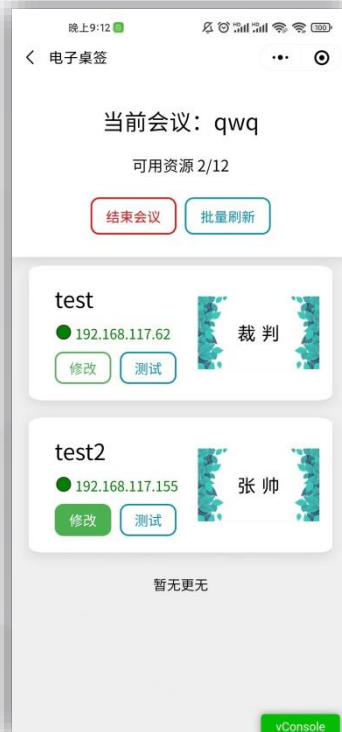 晚上9:12
100
电子桌签
当前会议：qwq
可用资源 2/12
结束会议 批量刷新
test
192.168.117.62
修改 测试
裁 判
test2
192.168.117.155
修改 测试
张 帅
暂无更无
vConsole